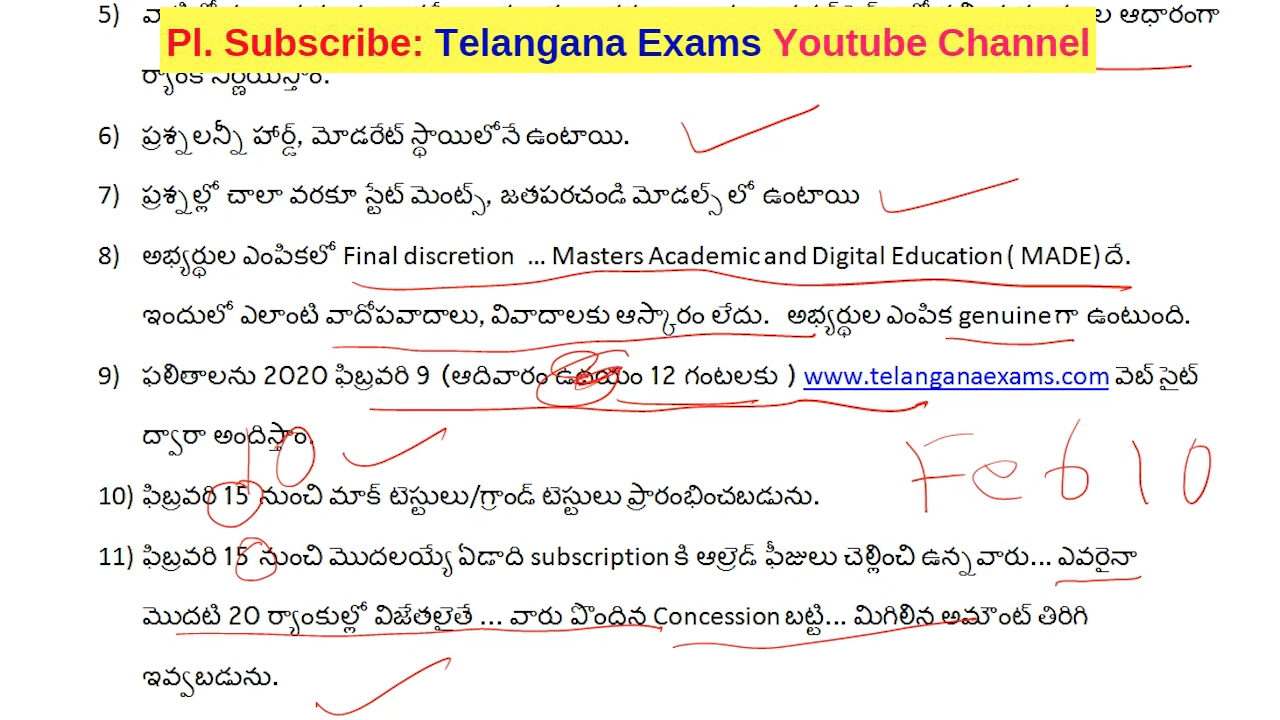 5)
ల ఆధారంగా
Pl. Subscribe: Telangana Exams Youtube Channel
ర్యాంక్ నిర్ణయిస్తాం.
6) ప్రశ్నలన్నీ హార్డ్, మోడరేట్ స్థాయిలోనే ఉంటాయి.
7) ప్రశ్నల్లో చాలా వరకూ స్టేట్ మెంట్స్, జతపరచండి మోడల్స్ లో ఉంటాయి
8) అభ్యర్థుల ఎంపికలో Final discretion ... Masters Academic and Digital Education ( MADE) దే.
ఇందులో ఎలాంటి వాదోపవాదాలు, వివాదాలకు ఆస్కారం లేదు. అభ్యర్థుల ఎంపిక genuine గా ఉంటుంది.
9) ఫలితాలను 2020 ఫిబ్రవరి 9 (ఆదివారం ఉదయం 12 గంటలకు ) www.telanganaexams.com వెబ్ సైట్
ద్వారా అందిస్తాం.
10
Feb 10
10) ఫిబ్రవరి 15 నుంచి మాక్ టెస్టులు/గ్రాండ్ టెస్టులు ప్రారంభించబడును.
11) ఫిబ్రవరి 15 నుంచి మొదలయ్యే ఏడాది subscription కి ఆల్రెడ్ ఫీజులు చెల్లించి ఉన్నవారు... ఎవరైనా
మొదటి 20 ర్యాంకుల్లో విజేతలైతే ... వారు పొందిన Concession బట్టి... మిగిలిన అమౌంట్ తిరిగి
ఇవ్వబడును.